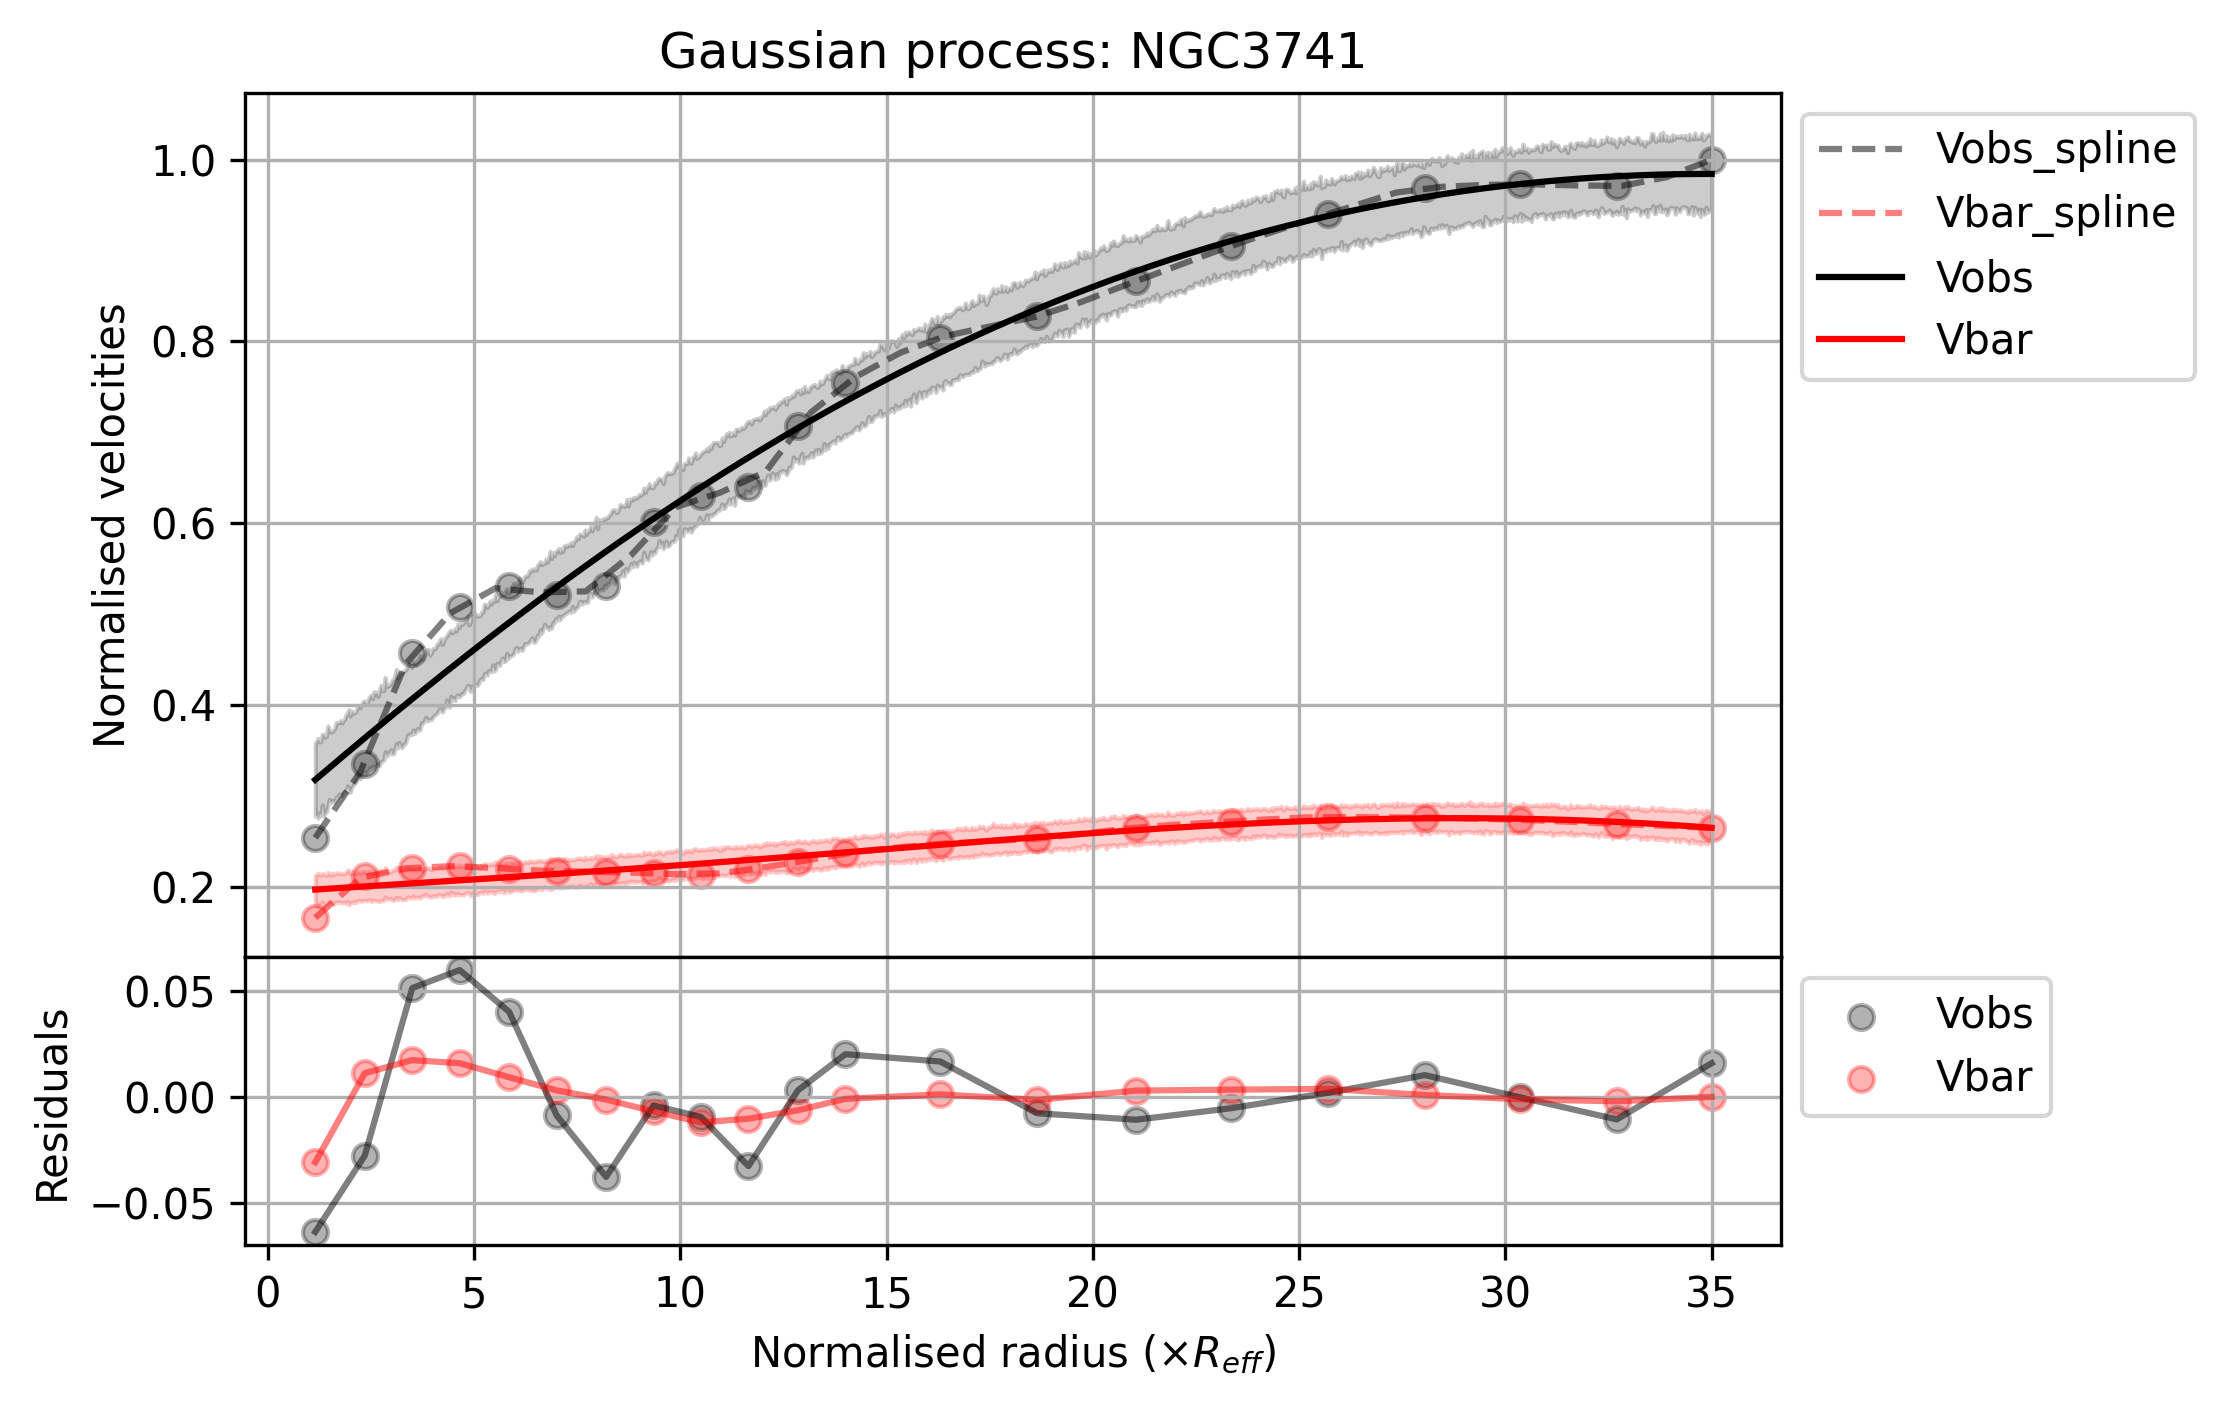 Gaussian process: NGC3741
Normalised velocities
1.0
0.8
0.6
0.4
0.2
Vobs_spline
Vbar_spline
Vobs
Vbar
Residuals
0.05
0.00
−0.05
Vobs
Vbar
0 5 10 15 20 25 30 35
Normalised radius (×R_eff)